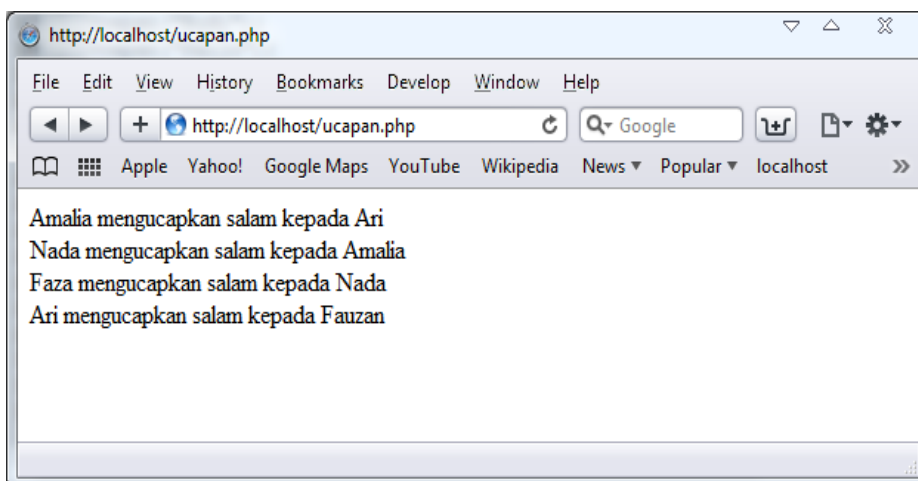 http://localhost/ucapan.php
File Edit View History Bookmarks Develop Window Help
http://localhost/ucapan.php Google
Apple Yahoo! Google Maps YouTube Wikipedia News Popular localhost
Amalia mengucapkan salam kepada Ari
Nada mengucapkan salam kepada Amalia
Faza mengucapkan salam kepada Nada
Ari mengucapkan salam kepada Fauzan